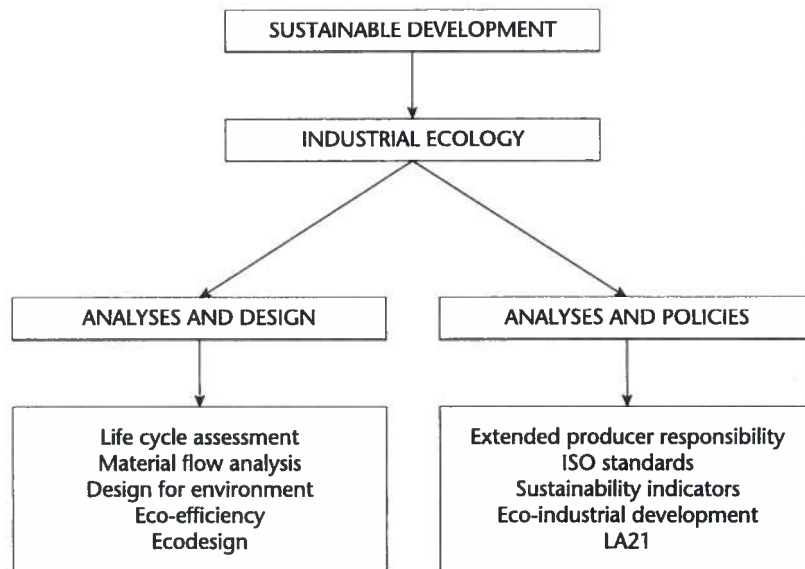 SUSTAINABLE DEVELOPMENT
INDUSTRIAL ECOLOGY
ANALYSES AND DESIGN
ANALYSES AND POLICIES
Life cycle assessment
Material flow analysis
Design for environment
Eco-efficiency
Ecodesign
Extended producer responsibility
ISO standards
Sustainability indicators
Eco-industrial development
LA21